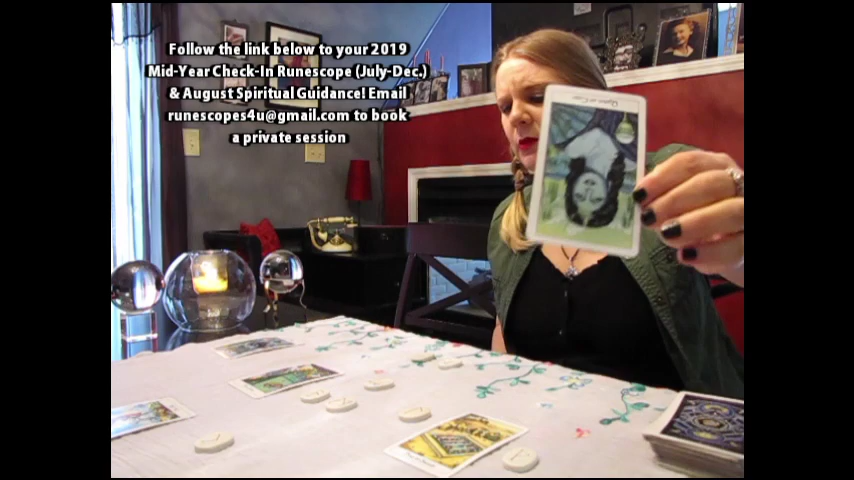 Follow the link below to your 2019
Mid-Year Check-In Runescope (July-Dec.)
& August Spiritual Guidance! Email
runescopes4u@gmail.com to book
a private session